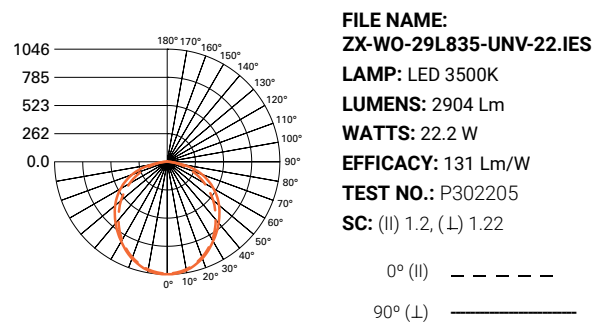 1046
785
523
262
0.0
180° 170° 160° 150° 140° 130° 120° 110° 100° 90° 80° 70° 60° 50° 40° 30° 20° 10° 0°
FILE NAME:
ZX-WO-29L835-UNV-22.IES
LAMP: LED 3500K
LUMENS: 2904 Lm
WATTS: 22.2 W
EFFICACY: 131 Lm/W
TEST NO.: P302205
SC: (II) 1.2, (⊥) 1.22
0° (II)
90° (⊥)